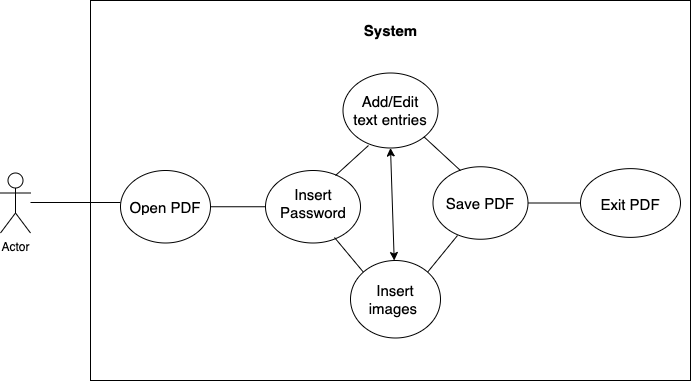 System
Add/Edit
text entries
Actor
Open PDF
Insert
Password
Save PDF
Exit PDF
Insert
images